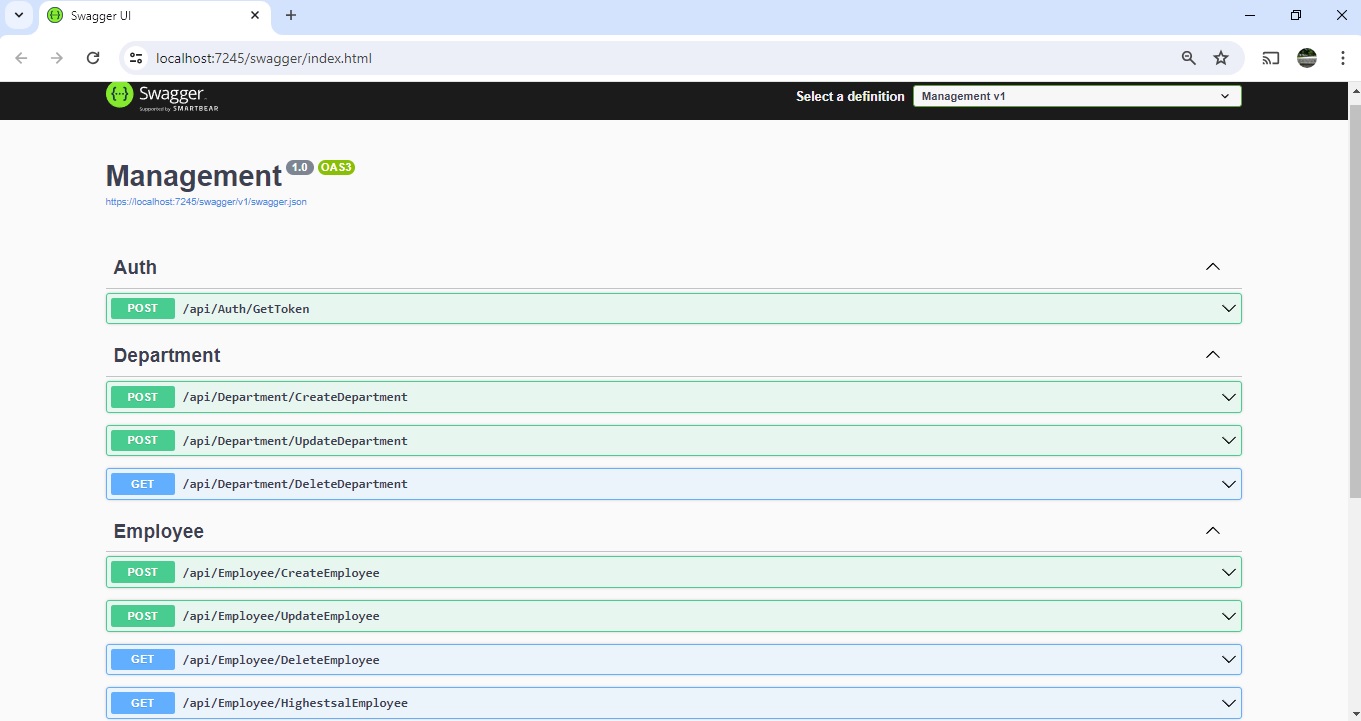 Swagger UI
localhost:7245/swagger/index.html
Swagger.
Supported by SMARTBEAR
Select a definition
Management v1
Management 1.0 OAS3
https://localhost:7245/swagger/v1/swagger.json
Auth
POST /api/Auth/GetToken
Department
POST /api/Department/CreateDepartment
POST /api/Department/UpdateDepartment
GET /api/Department/DeleteDepartment
Employee
POST /api/Employee/CreateEmployee
POST /api/Employee/UpdateEmployee
GET /api/Employee/DeleteEmployee
GET /api/Employee/HighestsalEmployee